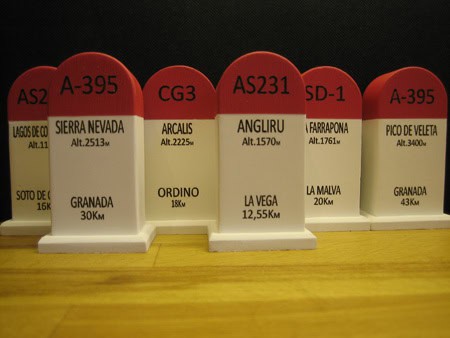 AS2
LAGOS DE CO
Alt.11
SOTO DE
16K
A-395
SIERRA NEVADA
Alt.2513M
GRANADA
30KM
CG3
ARCALIS
Alt.2225M
ORDINO
18KM
AS231
ANGLIRU
Alt.1570M
LA VEGA
12,55KM
SD-1
A FARRAPONA
Alt.1761M
LA MALVA
20KM
A-395
PICO DE VELETA
Alt.3400M
GRANADA
43KM